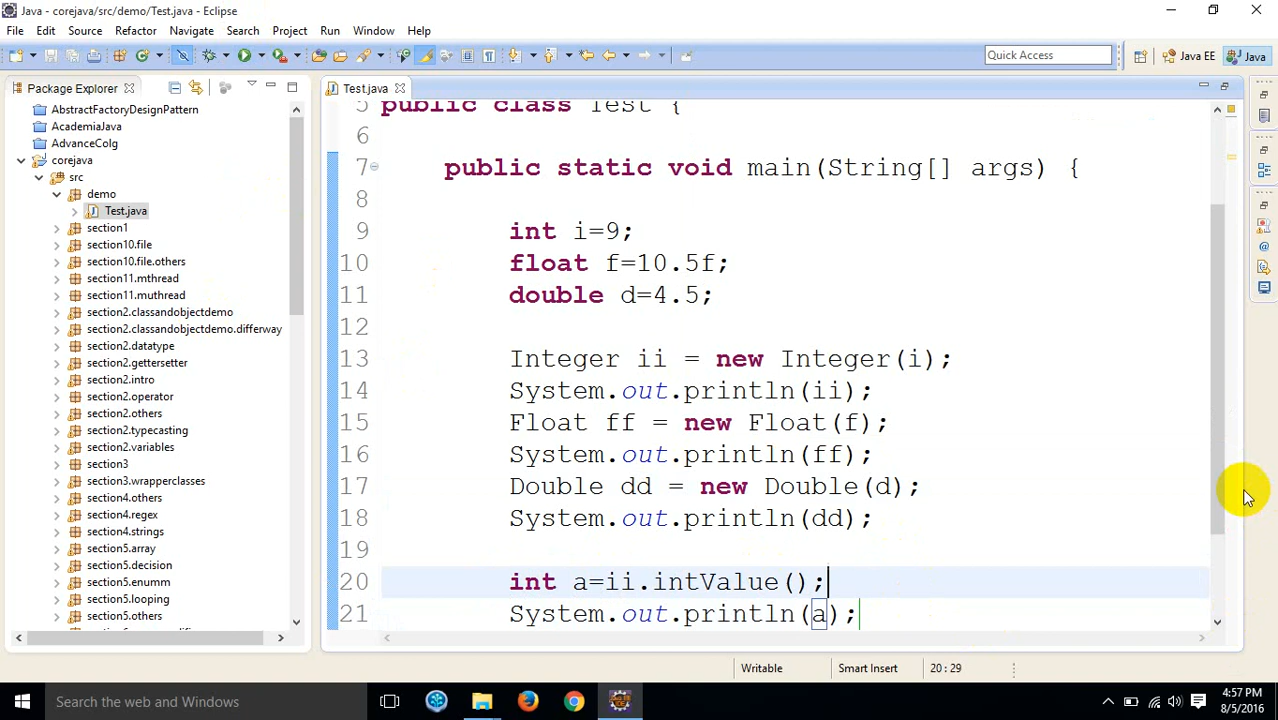 Java - corejava/src/demo/Test.java - Eclipse
File Edit Source Refactor Navigate Search Project Run Window Help
Quick Access Java EE Java
Package Explorer
Test.java
AbstractFactoryDesignPattern
AcademiaJava
AdvanceColg
corejava
src
demo
Test.java
section1
section10.file
section10.file.others
section11.mthread
section11.muthread
section2.classandobjectdemo
section2.classandobjectdemo.differway
section2.datatype
section2.gettersetter
section2.intro
section2.operator
section2.others
section2.typecasting
section2.variables
section3
section3.wrapperclasses
section4.others
section4.regex
section4.strings
section5.array
section5.decision
section5.enumm
section5.looping
section5.others
5 public class Test {
6
7 public static void main(String[] args) {
8
9 int i=9;
10 float f=10.5f;
11 double d=4.5;
12
13 Integer ii = new Integer(i);
14 System.out.println(ii);
15 Float ff = new Float(f);
16 System.out.println(ff);
17 Double dd = new Double(d);
18 System.out.println(dd);
19
20 int a=ii.intValue();
21 System.out.println(a);
Writable Smart Insert 20 : 29
Search the web and Windows
4:57 PM
8/5/2016